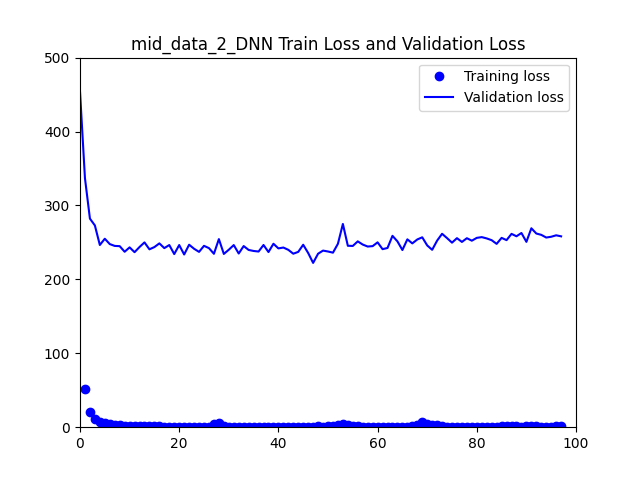 mid_data_2_DNN Train Loss and Validation Loss
500
400
300
200
100
0
Training loss
Validation loss
0 20 40 60 80 100